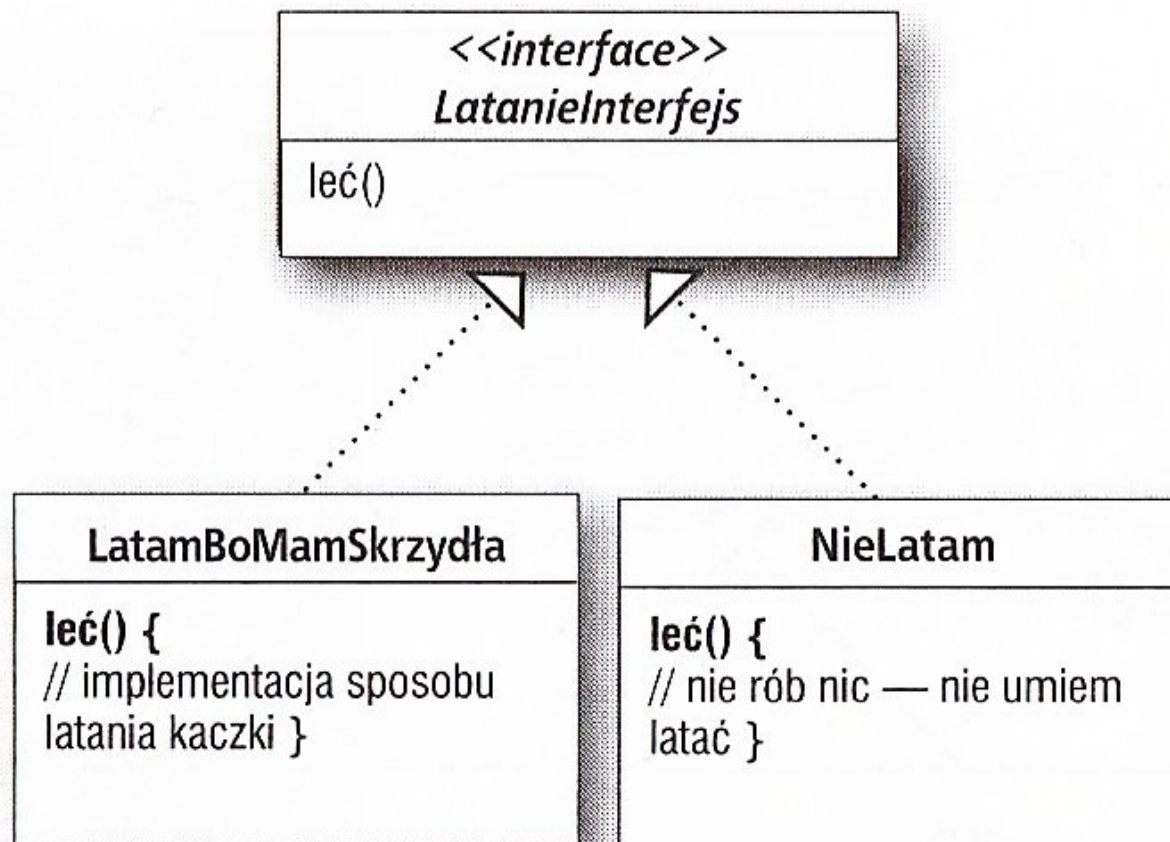 <<interface>>
LatanieInterfejs
leć()
LatamBoMamSkrzydła
leć() {
// implementacja sposobu
latania kaczki }
NieLatam
leć() {
// nie rób nic — nie umiem
latać }